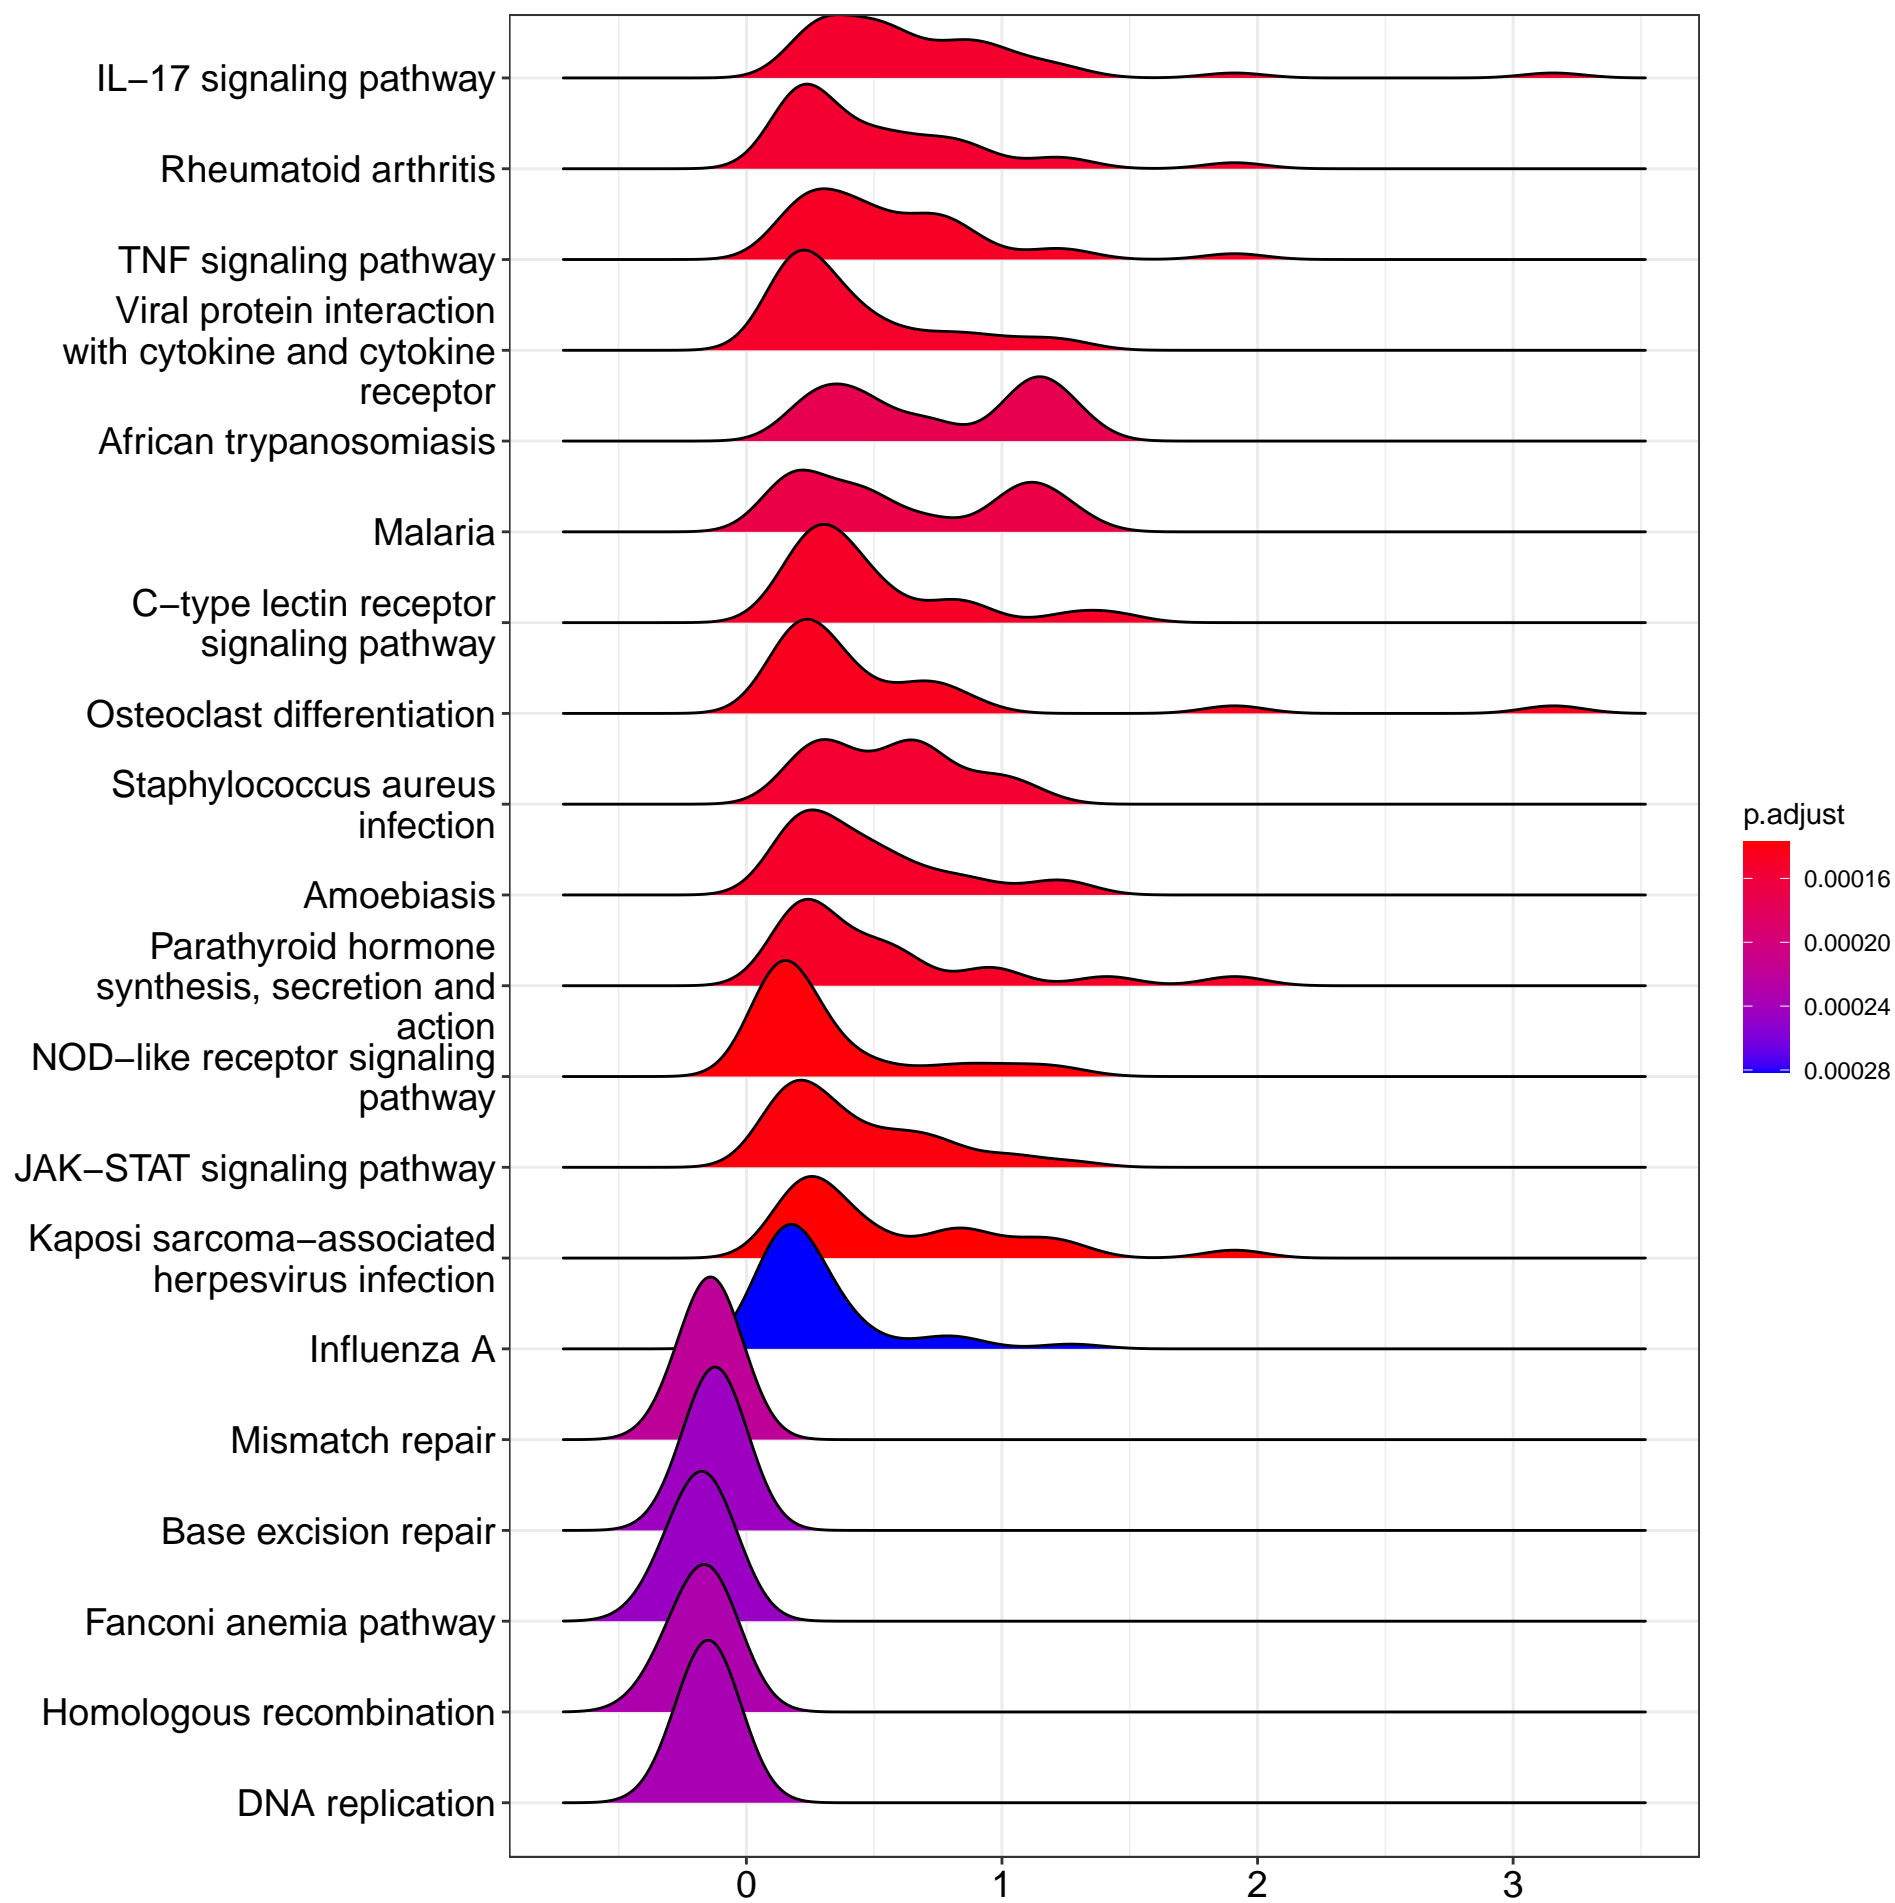 IL−17 signaling pathway
Rheumatoid arthritis
TNF signaling pathway
Viral protein interaction
with cytokine and cytokine
receptor
African trypanosomiasis
Malaria
C−type lectin receptor
signaling pathway
Osteoclast differentiation
Staphylococcus aureus
infection
Amoebiasis
Parathyroid hormone
synthesis, secretion and
action
NOD−like receptor signaling
pathway
JAK−STAT signaling pathway
Kaposi sarcoma−associated
herpesvirus infection
Influenza A
Mismatch repair
Base excision repair
Fanconi anemia pathway
Homologous recombination
DNA replication
0 1 2 3
p.adjust
0.00016
0.00020
0.00024
0.00028